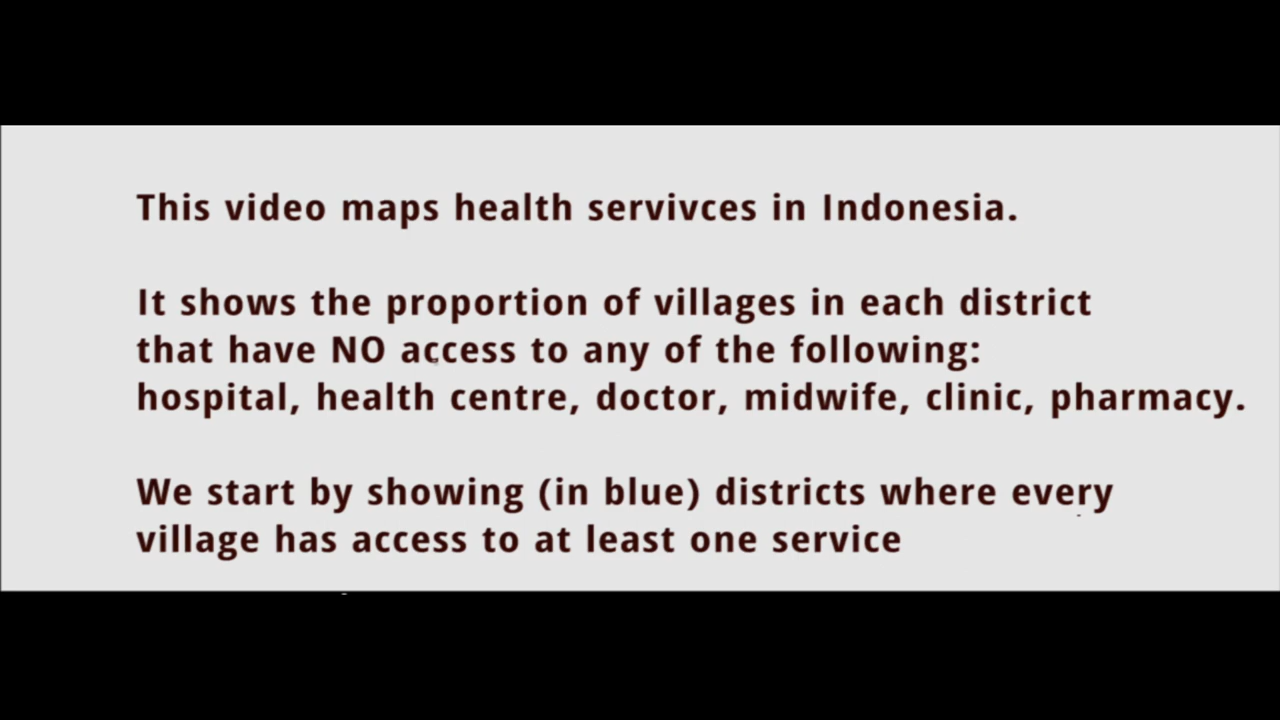 This video maps health servivces in Indonesia.
It shows the proportion of villages in each district
that have NO access to any of the following:
hospital, health centre, doctor, midwife, clinic, pharmacy.
We start by showing (in blue) districts where every
village has access to at least one service